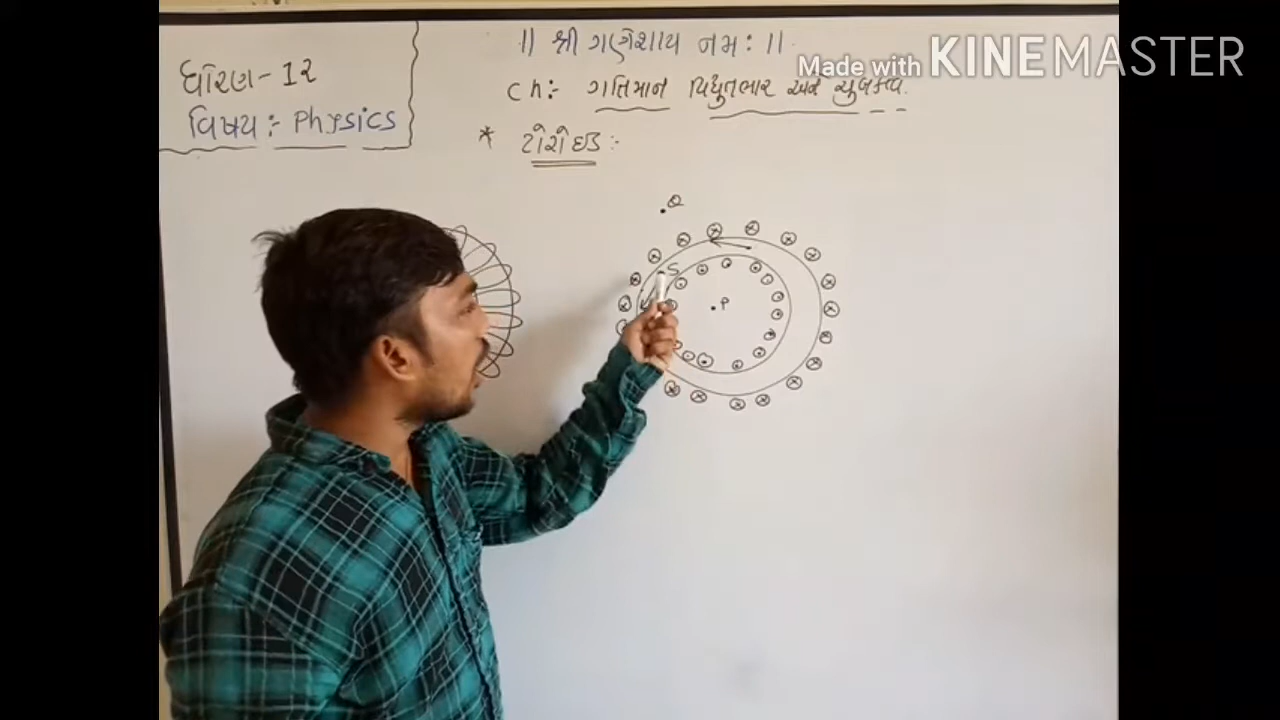 ॥ શ્રી ગણેશાય નમઃ ॥
Made with KINEMASTER
ધોરણ-12
વિષય:- Physics
ch:- ગતિમાન વિદ્યુતભાર અને ચુંબકત્વ.
* ટોરોઇડ :-
Q
S
P